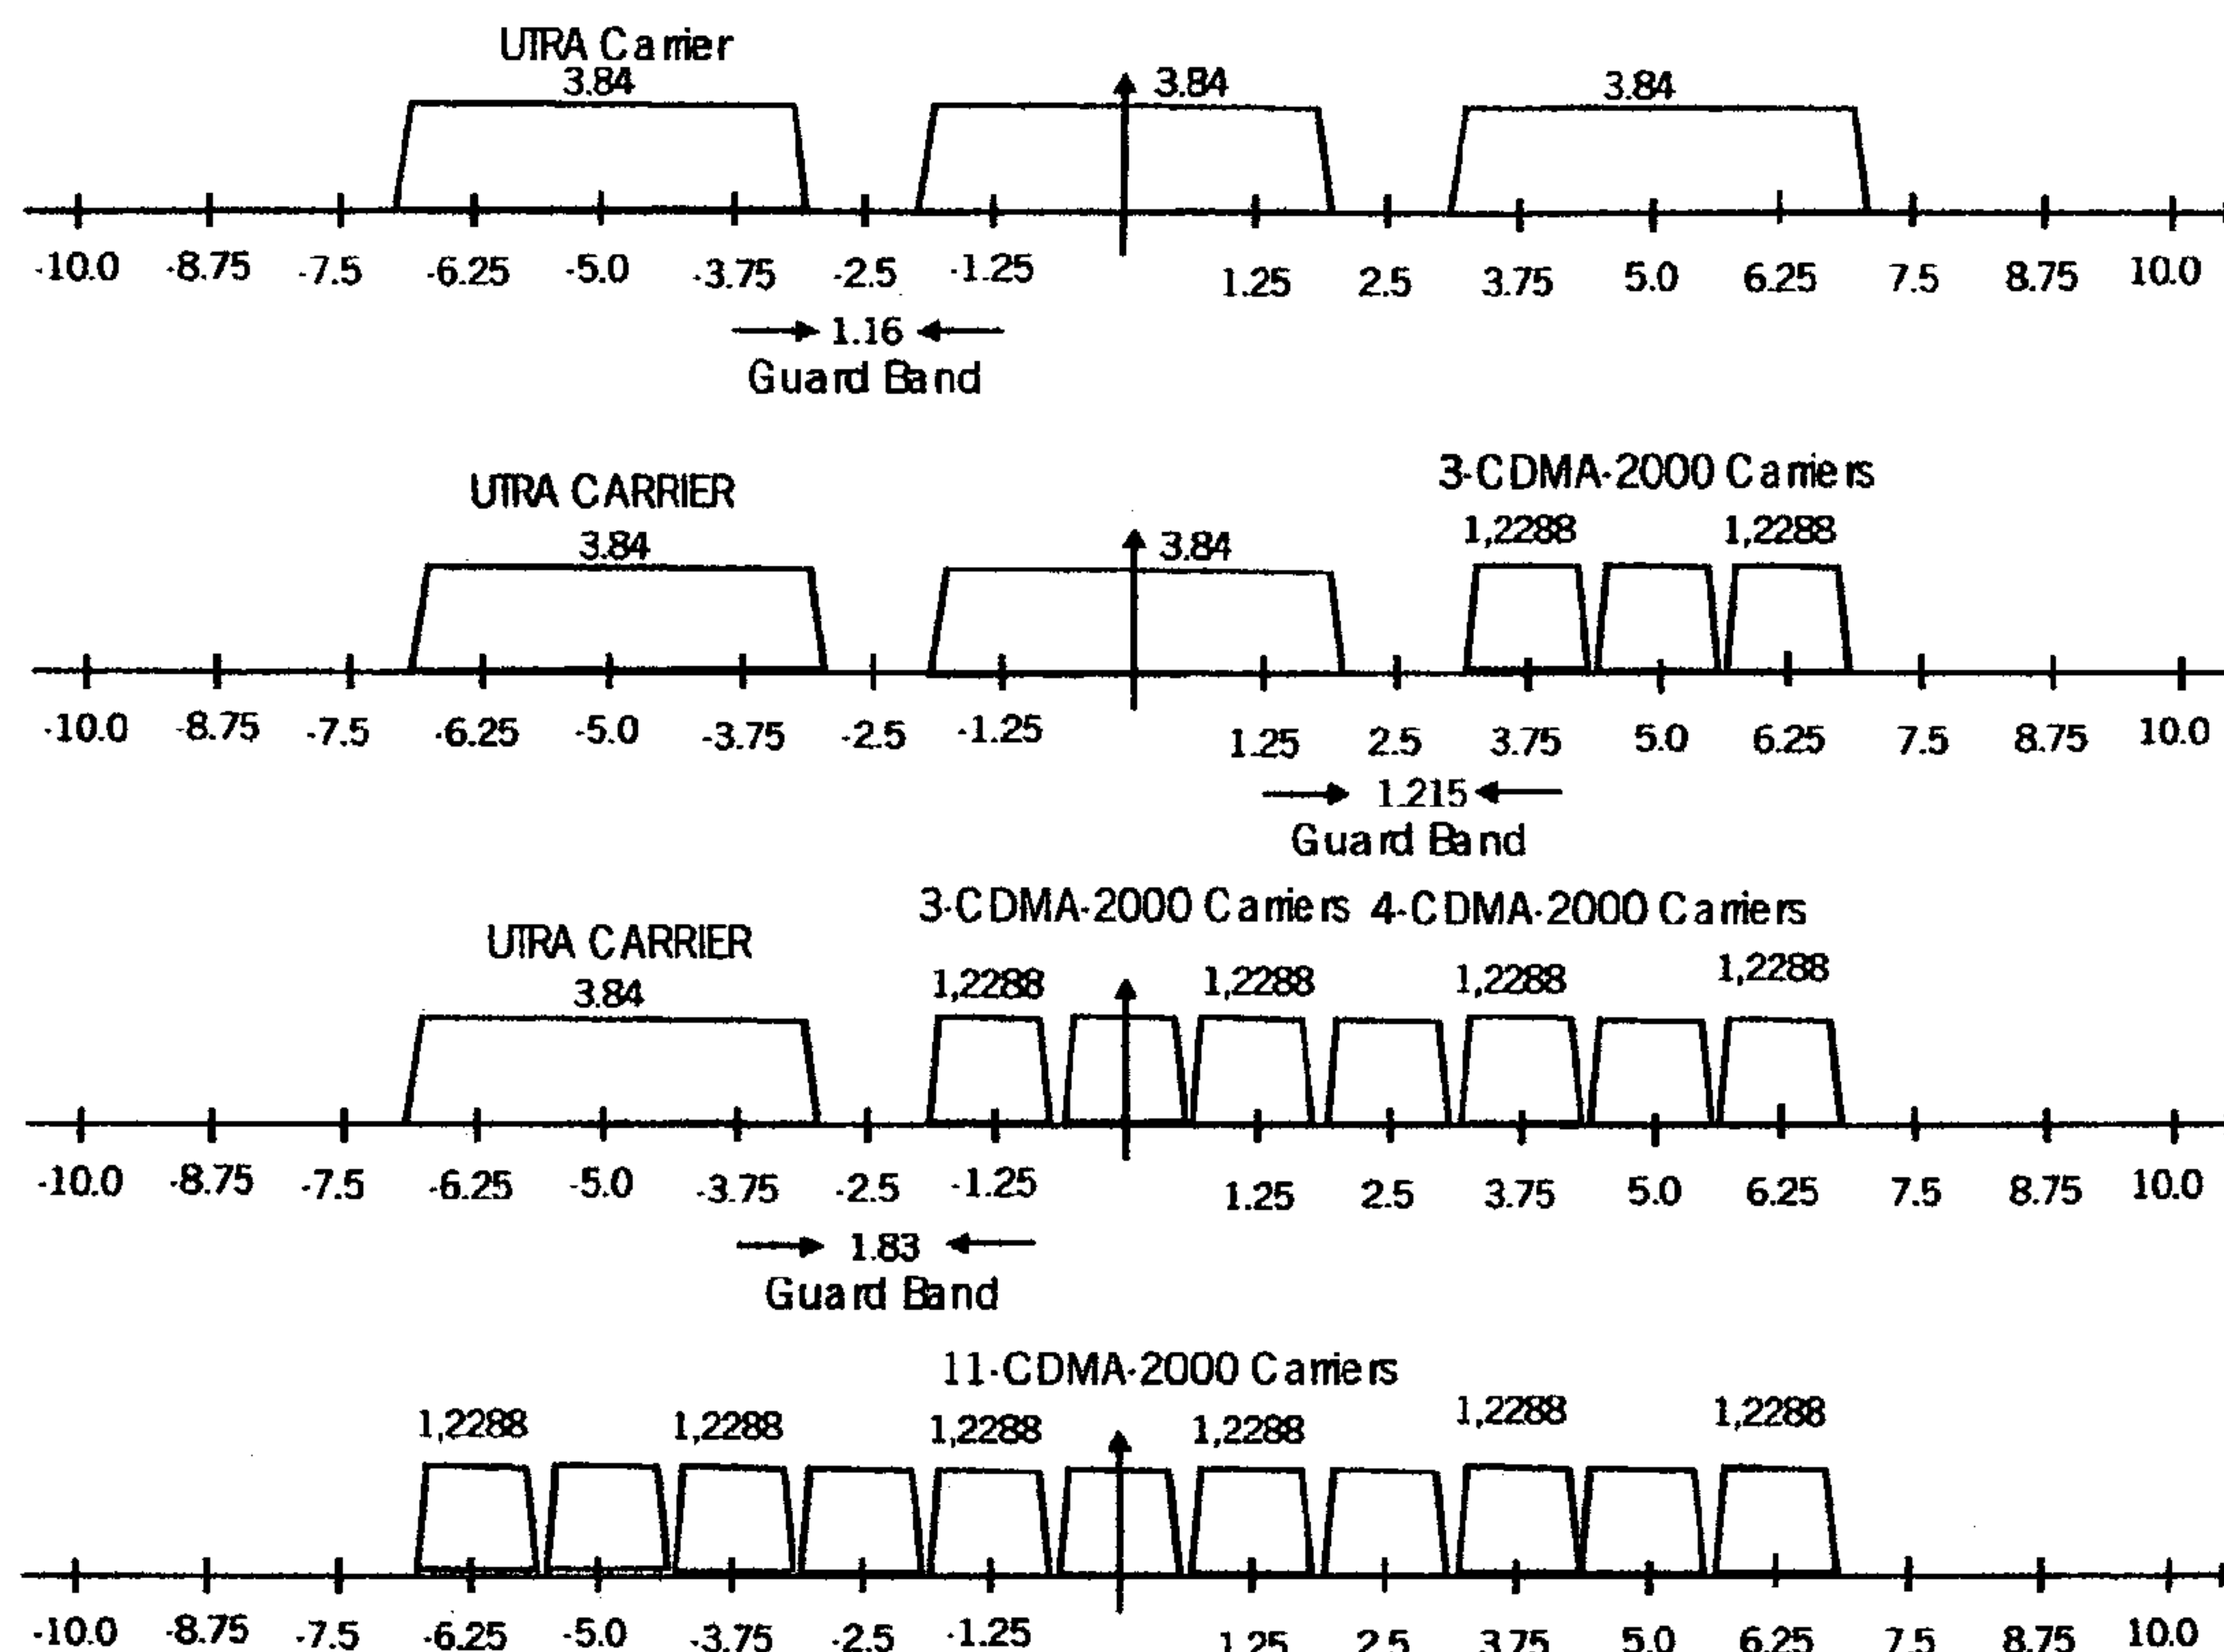 UTRA Carrier
3.84 3.84 3.84
-10.0 -8.75 -7.5 -6.25 -5.0 -3.75 -2.5 -1.25 1.25 2.5 3.75 5.0 6.25 7.5 8.75 10.0
1.16
Guard Band
UTRA CARRIER 3-CDMA-2000 Carriers
3.84 3.84 1,2288 1,2288
-10.0 -8.75 -7.5 -6.25 -5.0 -3.75 -2.5 -1.25 1.25 2.5 3.75 5.0 6.25 7.5 8.75 10.0
1.215
Guard Band
UTRA CARRIER 3-CDMA-2000 Carriers 4-CDMA-2000 Carriers
3.84 1,2288 1,2288 1,2288 1,2288
-10.0 -8.75 -7.5 -6.25 -5.0 -3.75 -2.5 -1.25 1.25 2.5 3.75 5.0 6.25 7.5 8.75 10.0
1.83
Guard Band
11-CDMA-2000 Carriers
1,2288 1,2288 1,2288 1,2288 1,2288 1,2288
-10.0 -8.75 -7.5 -6.25 -5.0 -3.75 -2.5 -1.25 1.25 2.5 3.75 5.0 6.25 7.5 8.75 10.0